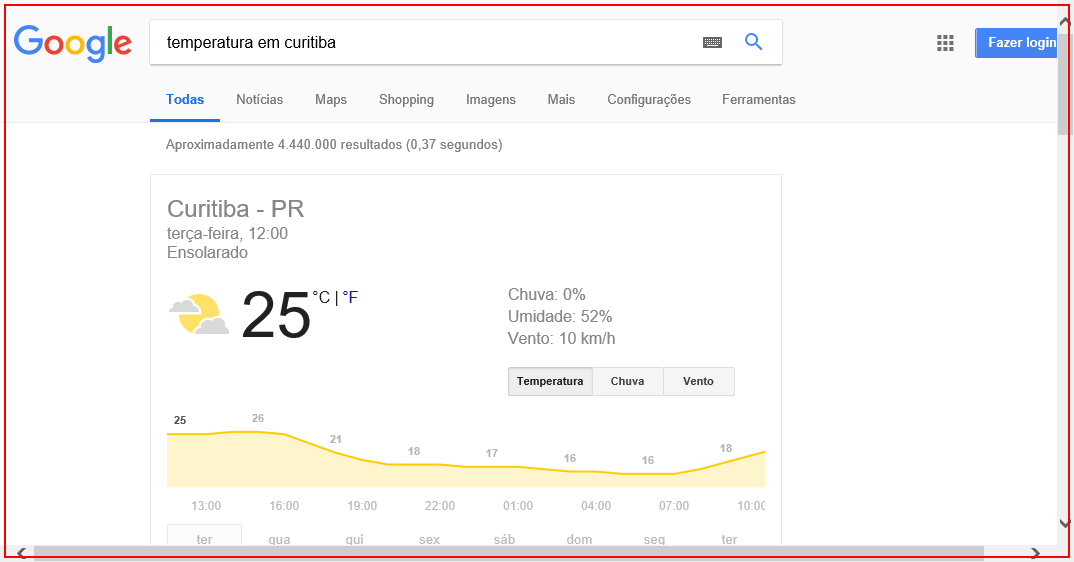 Google
temperatura em curitiba
Fazer login
Todas Notícias Maps Shopping Imagens Mais Configurações Ferramentas
Aproximadamente 4.440.000 resultados (0,37 segundos)
Curitiba - PR
terça-feira, 12:00
Ensolarado
25 °C | °F
Chuva: 0%
Umidade: 52%
Vento: 10 km/h
Temperatura Chuva Vento
25 26 21 18 17 16 16 18
13:00 16:00 19:00 22:00 01:00 04:00 07:00 10:00
ter qua qui sex sáb dom seg ter